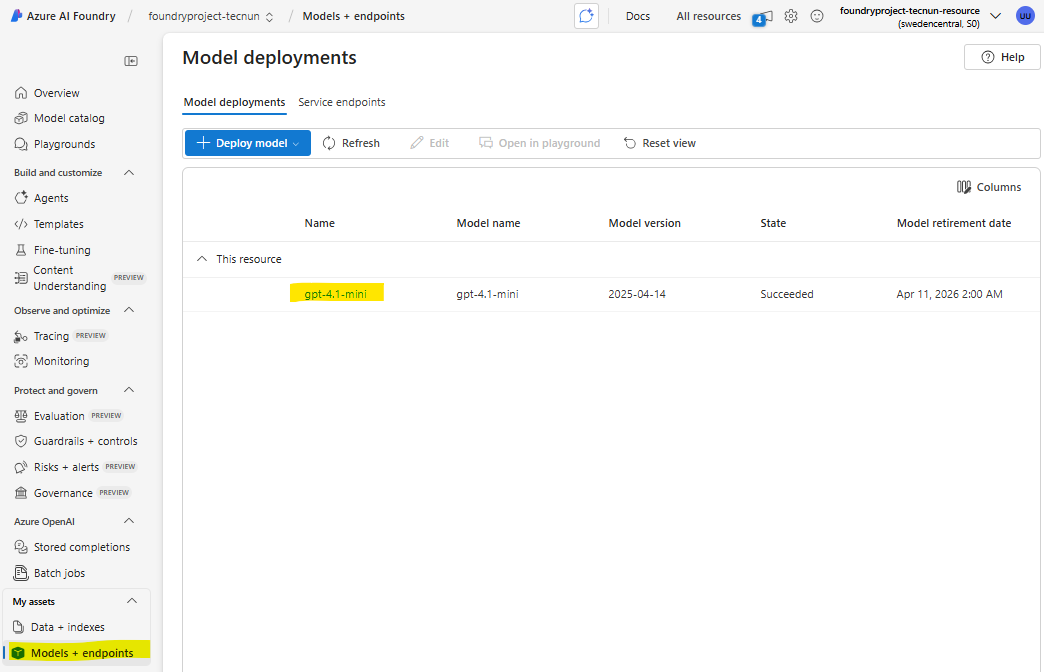 Azure AI Foundry / foundryproject-tecnun / Models + endpoints
Docs
All resources
4
foundryproject-tecnun-resource
(swedencentral, S0)
UU
Overview
Model catalog
Playgrounds
Build and customize
Agents
Templates
Fine-tuning
Content
Understanding PREVIEW
Observe and optimize
Tracing PREVIEW
Monitoring
Protect and govern
Evaluation PREVIEW
Guardrails + controls
Risks + alerts PREVIEW
Governance PREVIEW
Azure OpenAI
Stored completions
Batch jobs
My assets
Data + indexes
Models + endpoints
Model deployments
Help
Model deployments Service endpoints
+ Deploy model Refresh Edit Open in playground Reset view
Columns
Name Model name Model version State Model retirement date
This resource
gpt-4.1-mini gpt-4.1-mini 2025-04-14 Succeeded Apr 11, 2026 2:00 AM